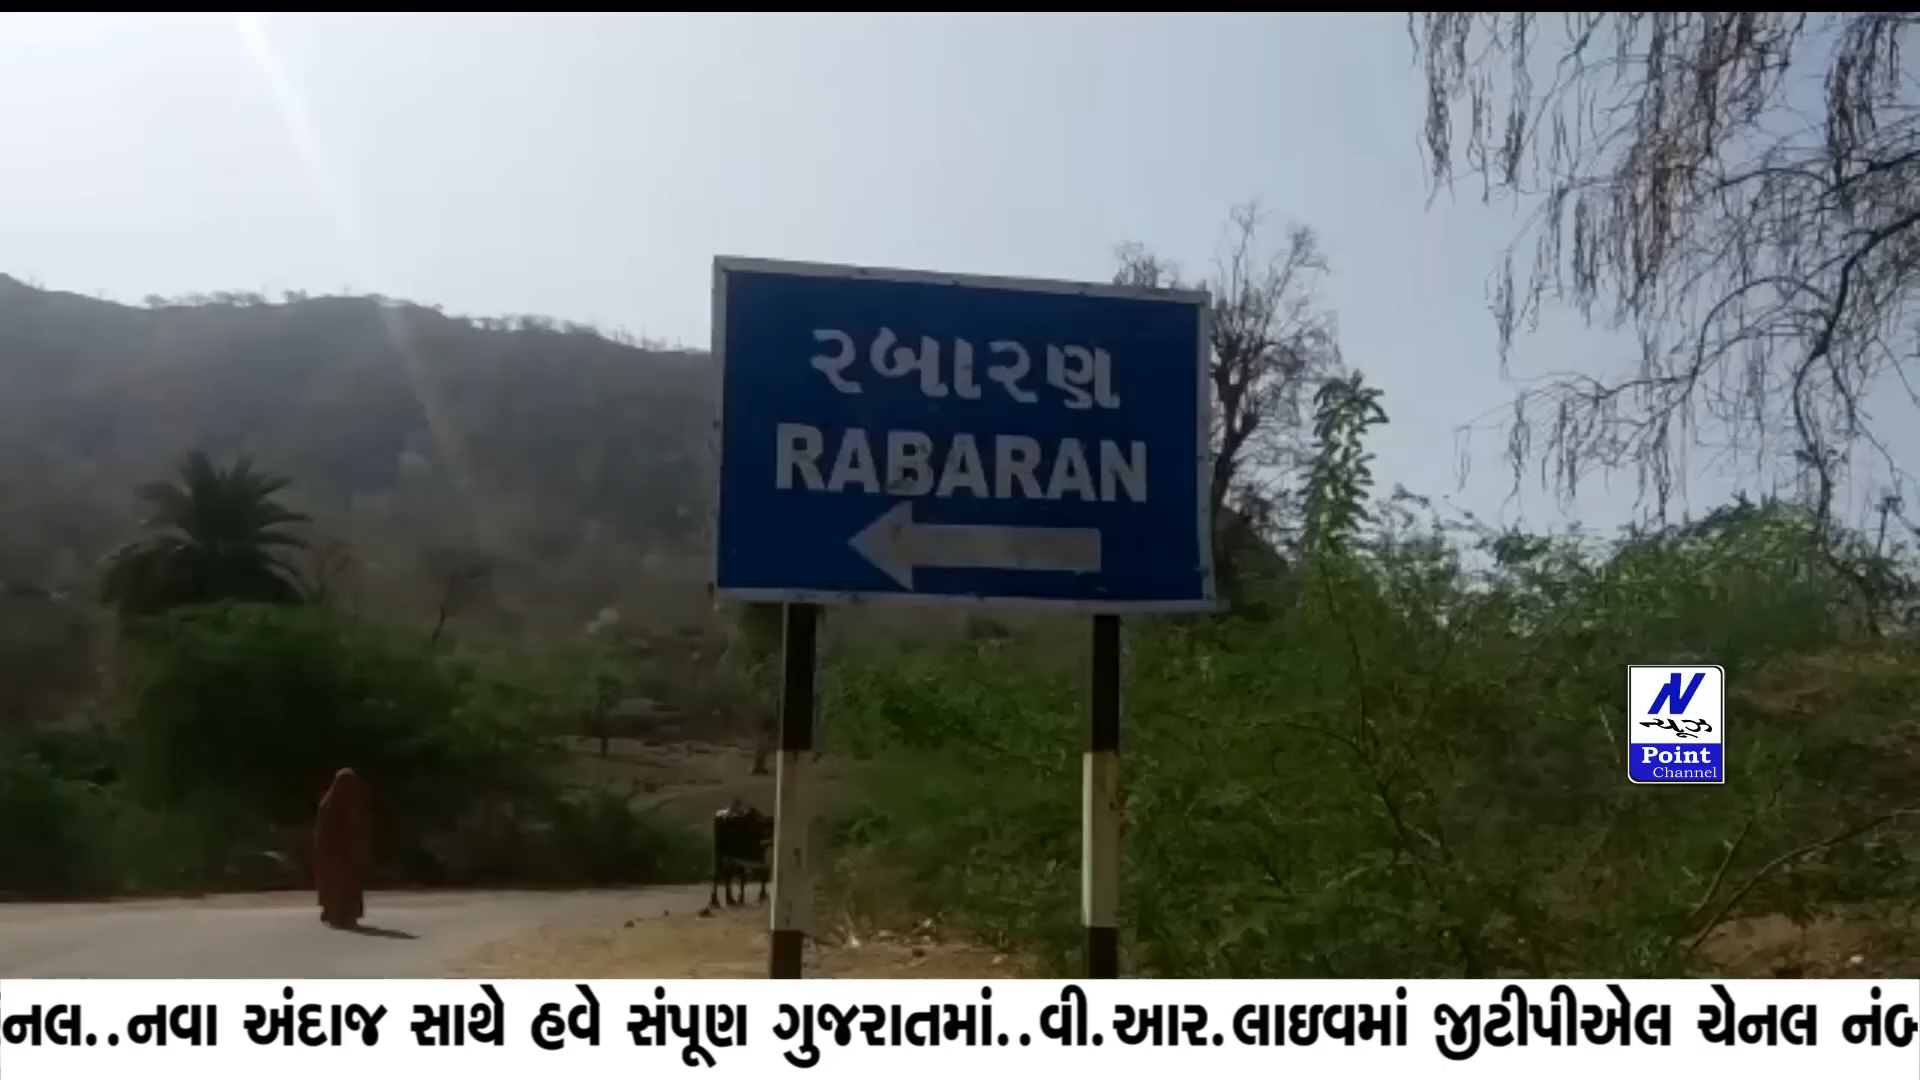 રબારણ
RABARAN
N
ન્યૂઝ
Point
Channel
નલ..નવા અંદાજ સાથે હવે સંપૂણ ગુજરાતમાં..વી.આર.લાઇવમાં જીટીપીએલ ચેનલ નંબ